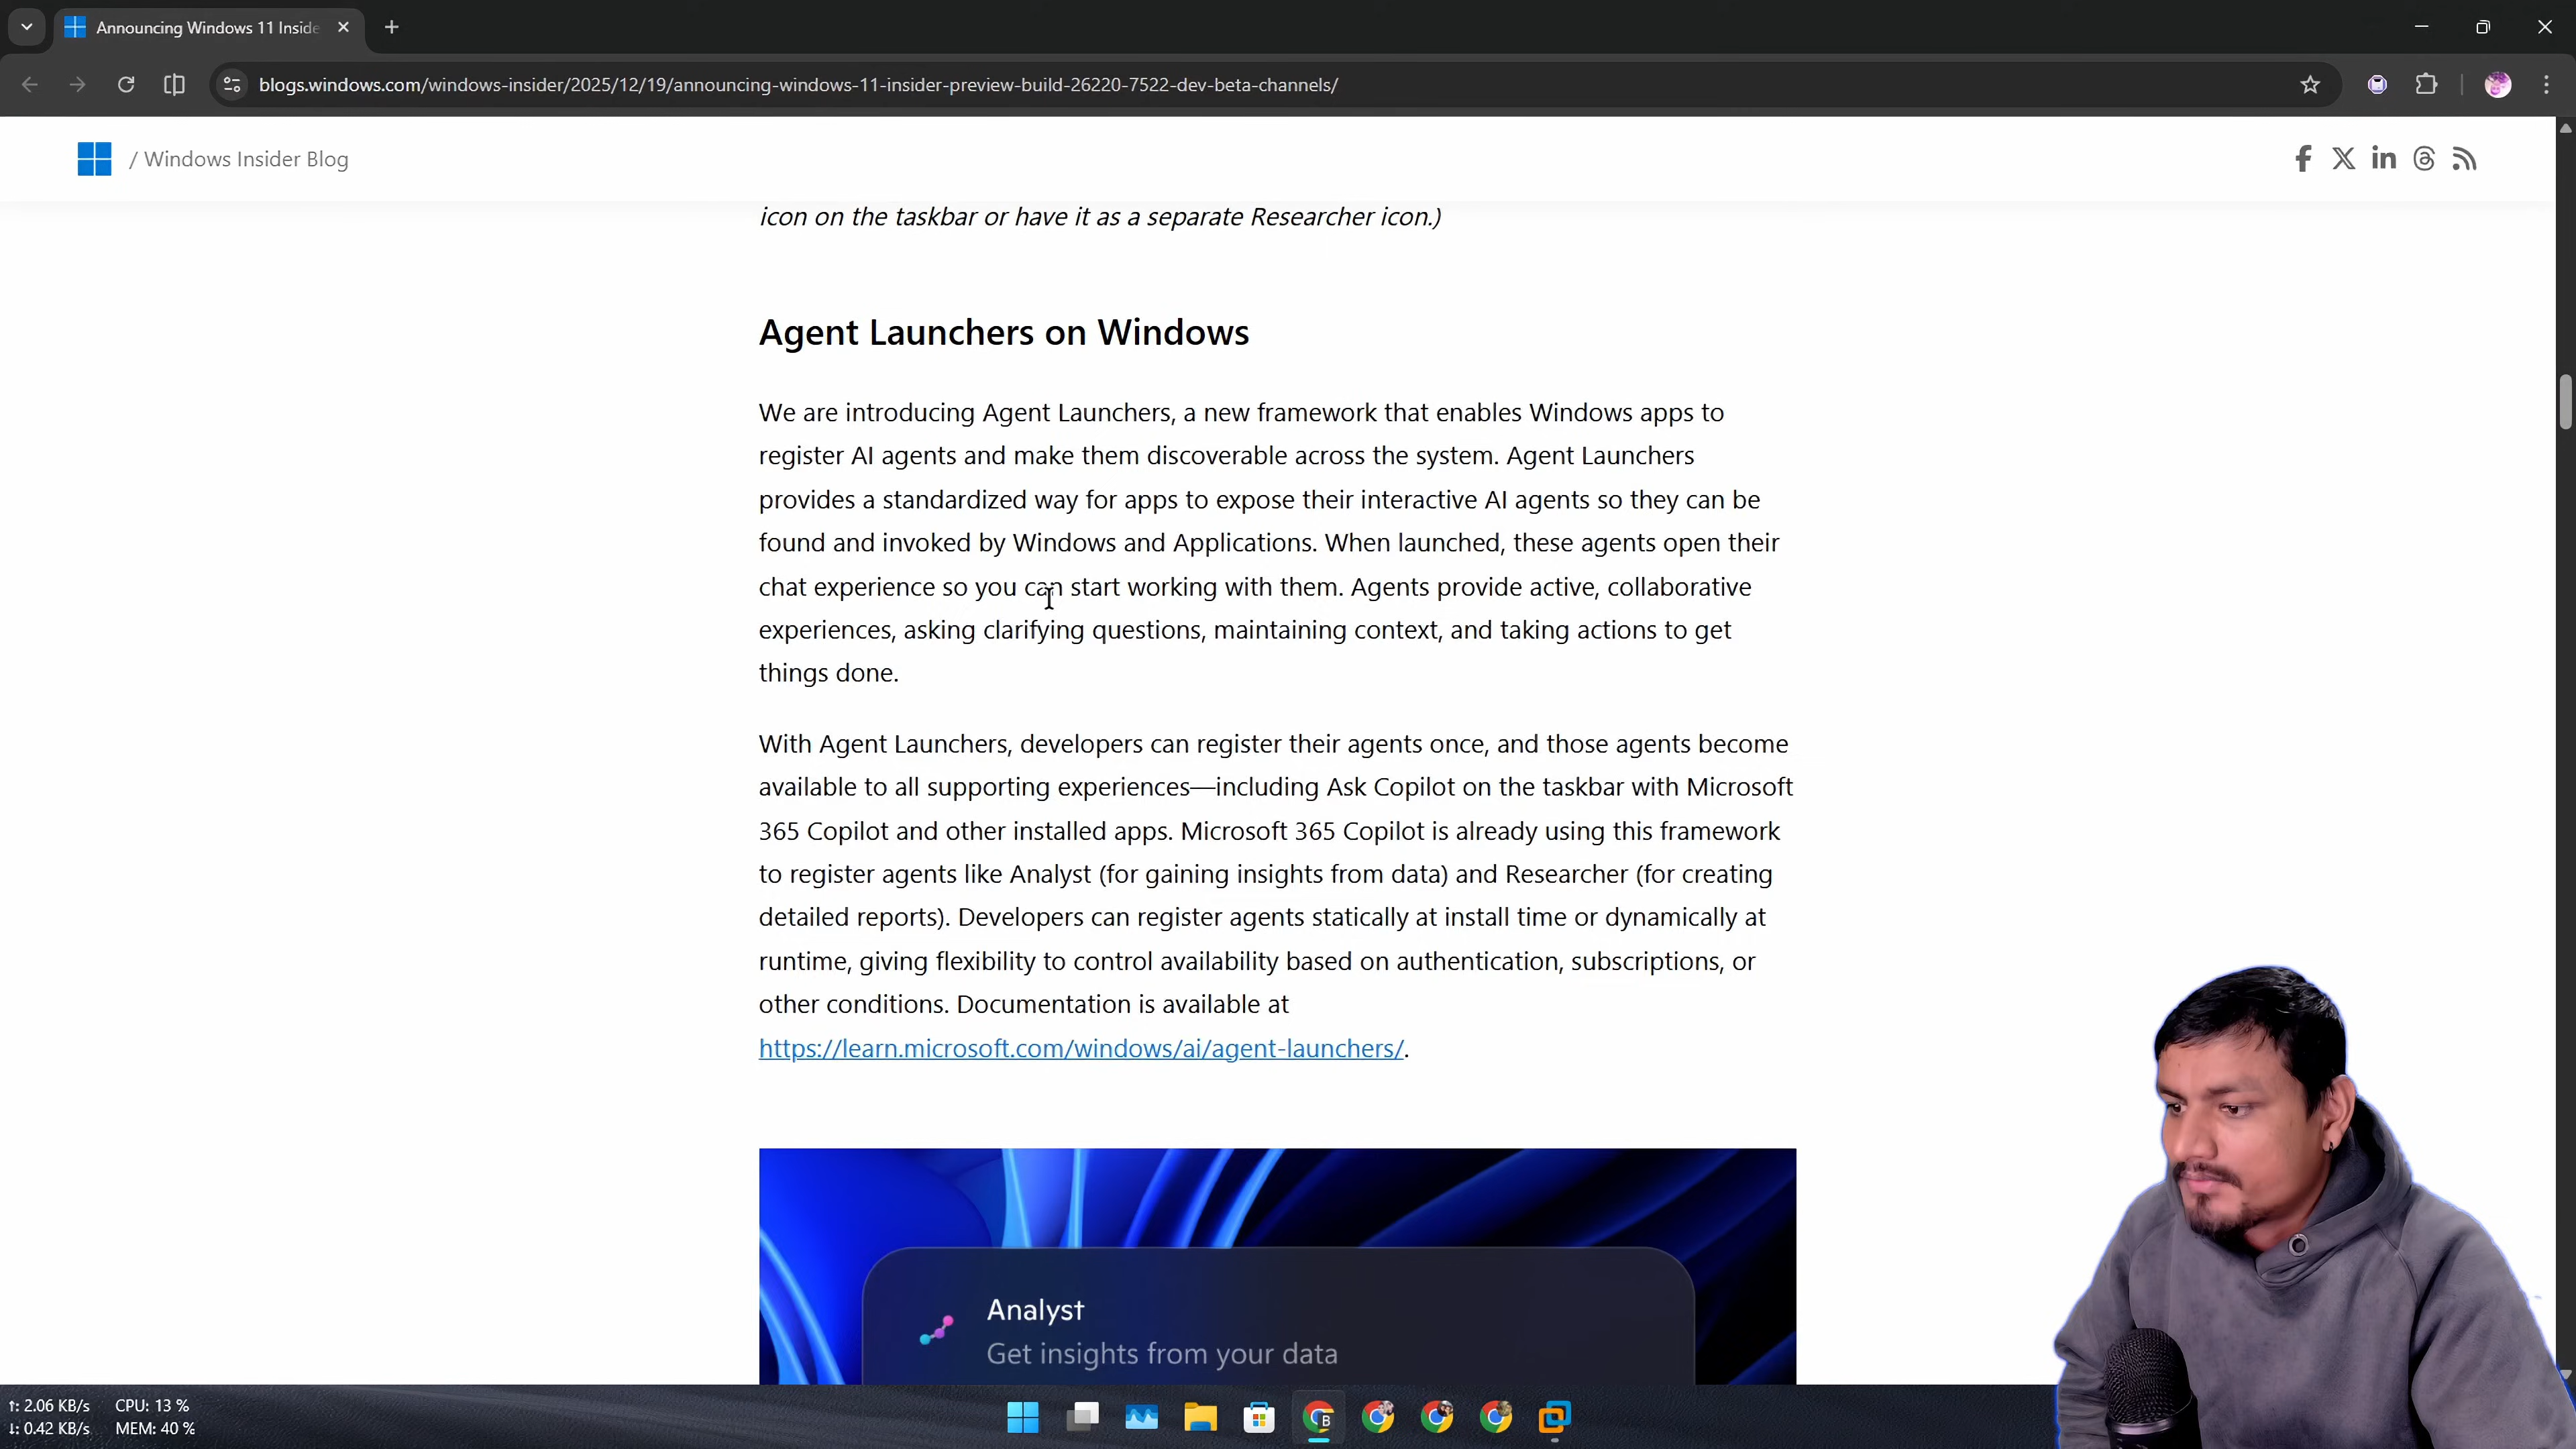 Announcing Windows 11 Inside
blogs.windows.com/windows-insider/2025/12/19/announcing-windows-11-insider-preview-build-26220-7522-dev-beta-channels/
/ Windows Insider Blog
icon on the taskbar or have it as a separate Researcher icon.)
Agent Launchers on Windows
We are introducing Agent Launchers, a new framework that enables Windows apps to
register AI agents and make them discoverable across the system. Agent Launchers
provides a standardized way for apps to expose their interactive AI agents so they can be
found and invoked by Windows and Applications. When launched, these agents open their
chat experience so you can start working with them. Agents provide active, collaborative
experiences, asking clarifying questions, maintaining context, and taking actions to get
things done.
With Agent Launchers, developers can register their agents once, and those agents become
available to all supporting experiences—including Ask Copilot on the taskbar with Microsoft
365 Copilot and other installed apps. Microsoft 365 Copilot is already using this framework
to register agents like Analyst (for gaining insights from data) and Researcher (for creating
detailed reports). Developers can register agents statically at install time or dynamically at
runtime, giving flexibility to control availability based on authentication, subscriptions, or
other conditions. Documentation is available at
https://learn.microsoft.com/windows/ai/agent-launchers/.
Analyst
Get insights from your data
↑: 2.06 KB/s CPU: 13 %
↓: 0.42 KB/s MEM: 40 %
B